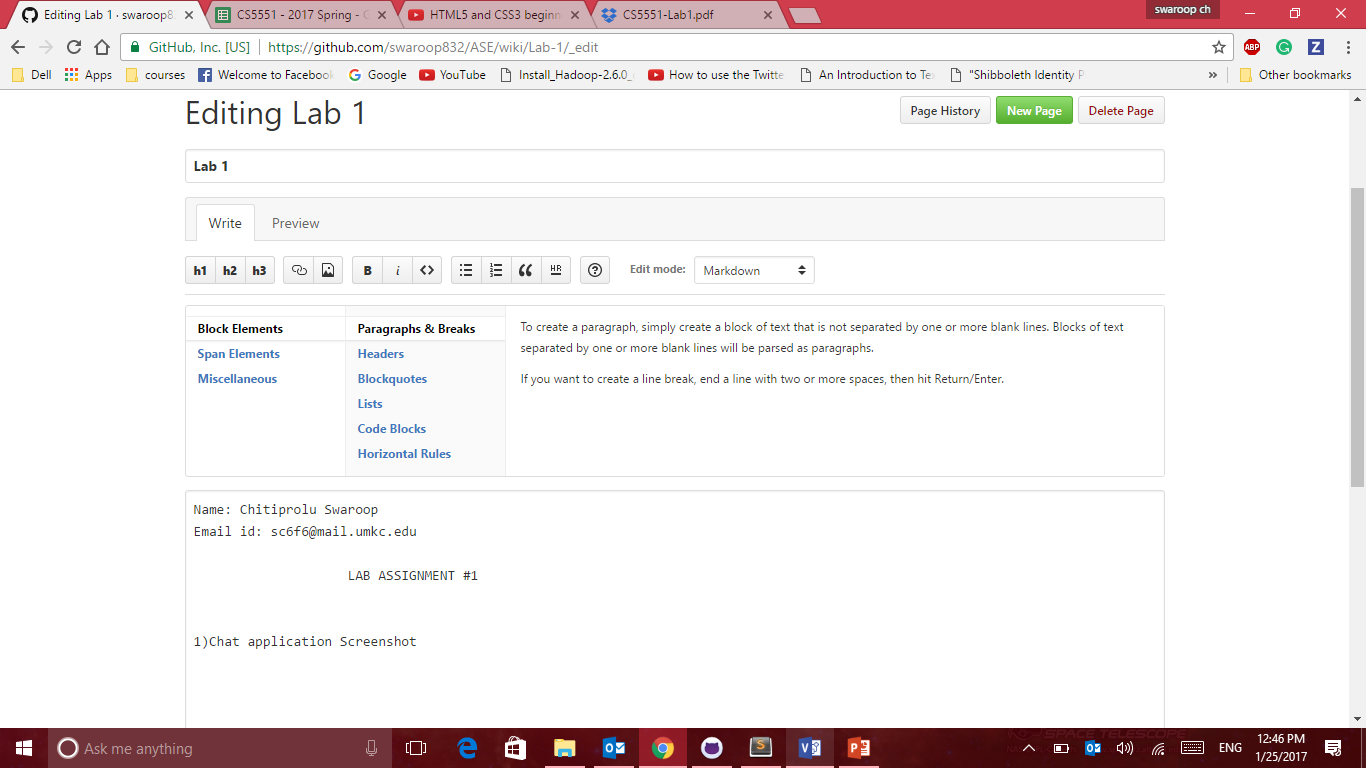 Editing Lab 1 · swaroop8
CS5551 - 2017 Spring - G
HTML5 and CSS3 beginn
CS5551-Lab1.pdf
swaroop ch
GitHub, Inc. [US] https://github.com/swaroop832/ASE/wiki/Lab-1/_edit
ABP
G
Z
Dell
Apps
courses
Welcome to Facebook
Google
YouTube
Install_Hadoop-2.6.0_
How to use the Twitte
An Introduction to Te
"Shibboleth Identity P
»
Other bookmarks
Editing Lab 1
Page History
New Page
Delete Page
Lab 1
Write
Preview
h1 h2 h3
B i <>
HR
?
Edit mode:
Markdown
Block Elements
Span Elements
Miscellaneous
Paragraphs & Breaks
Headers
Blockquotes
Lists
Code Blocks
Horizontal Rules
To create a paragraph, simply create a block of text that is not separated by one or more blank lines. Blocks of text
separated by one or more blank lines will be parsed as paragraphs.
If you want to create a line break, end a line with two or more spaces, then hit Return/Enter.
Name: Chitiprolu Swaroop
Email id: sc6f6@mail.umkc.edu
LAB ASSIGNMENT #1
1)Chat application Screenshot
Ask me anything
SPACE TELESCOPE
ENG
12:46 PM
1/25/2017